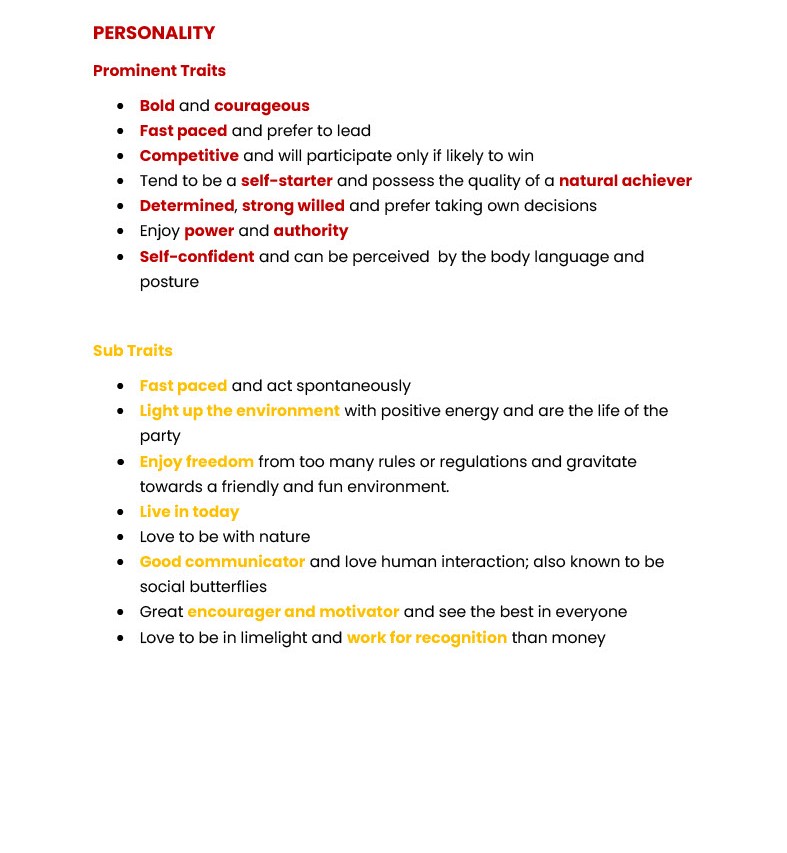 PERSONALITY
Prominent Traits
• Bold and courageous
• Fast paced and prefer to lead
• Competitive and will participate only if likely to win
• Tend to be a self-starter and possess the quality of a natural achiever
• Determined, strong willed and prefer taking own decisions
• Enjoy power and authority
• Self-confident and can be perceived  by the body language and
posture
Sub Traits
• Fast paced and act spontaneously
• Light up the environment with positive energy and are the life of the
party
• Enjoy freedom from too many rules or regulations and gravitate
towards a friendly and fun environment.
• Live in today
• Love to be with nature
• Good communicator and love human interaction; also known to be
social butterflies
• Great encourager and motivator and see the best in everyone
• Love to be in limelight and work for recognition than money